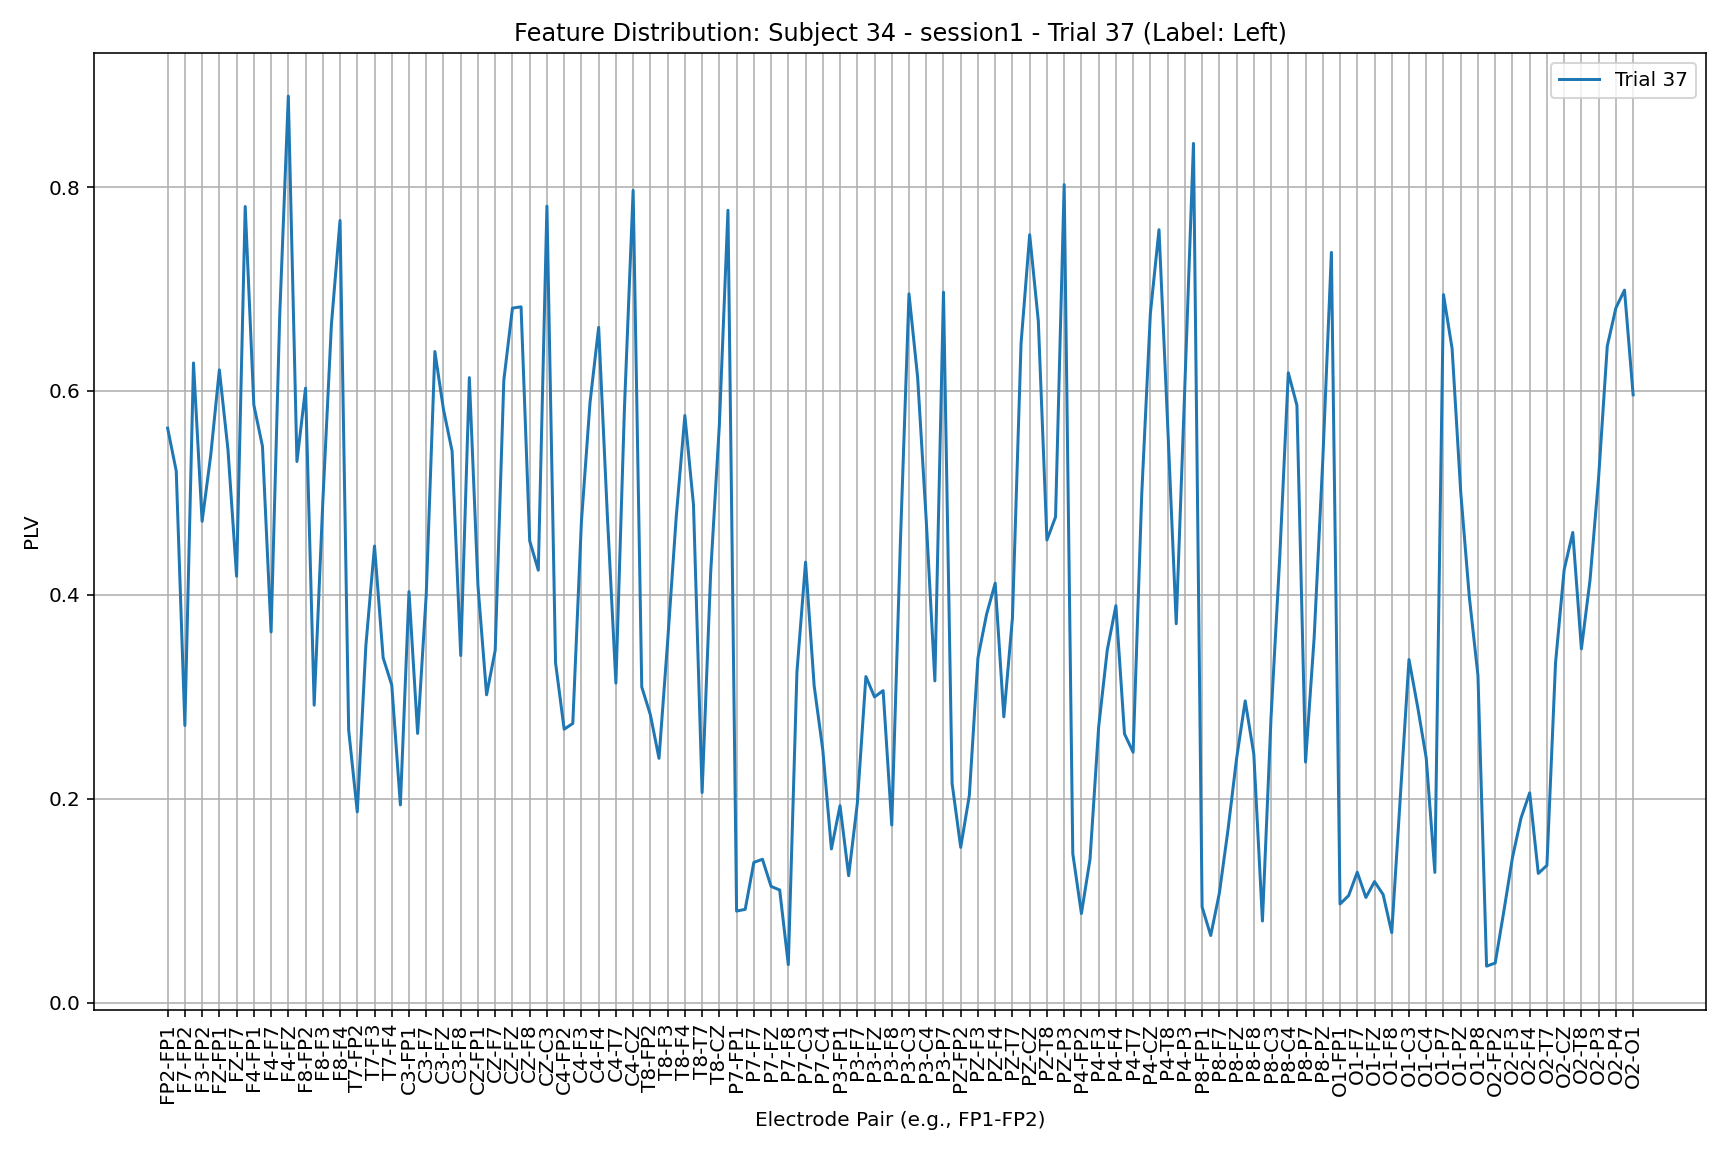 Feature Distribution: Subject 34 - session1 - Trial 37 (Label: Left)
Trial 37
PLV
0.8
0.6
0.4
0.2
0.0
FP2-FP1
F7-FP2
F3-FP2
FZ-FP1
FZ-F7
F4-FP1
F4-F7
F4-FZ
F8-FP2
F8-F3
F8-F4
T7-FP2
T7-F3
T7-F4
C3-FP1
C3-F7
C3-FZ
C3-F8
CZ-FP1
CZ-F7
CZ-FZ
CZ-F8
CZ-C3
C4-FP2
C4-F3
C4-F4
C4-T7
C4-CZ
T8-FP2
T8-F3
T8-F4
T8-T7
T8-CZ
P7-FP1
P7-F7
P7-FZ
P7-F8
P7-C3
P7-C4
P3-FP1
P3-F7
P3-FZ
P3-F8
P3-C3
P3-C4
P3-P7
PZ-FP2
PZ-F3
PZ-F4
PZ-T7
PZ-CZ
PZ-T8
PZ-P3
P4-FP2
P4-F3
P4-F4
P4-T7
P4-CZ
P4-T8
P4-P3
P8-FP1
P8-F7
P8-FZ
P8-F8
P8-C3
P8-C4
P8-P7
P8-PZ
O1-FP1
O1-F7
O1-FZ
O1-F8
O1-C3
O1-C4
O1-P7
O1-PZ
O1-P8
O2-FP2
O2-F3
O2-F4
O2-T7
O2-CZ
O2-T8
O2-P3
O2-P4
O2-O1
Electrode Pair (e.g., FP1-FP2)